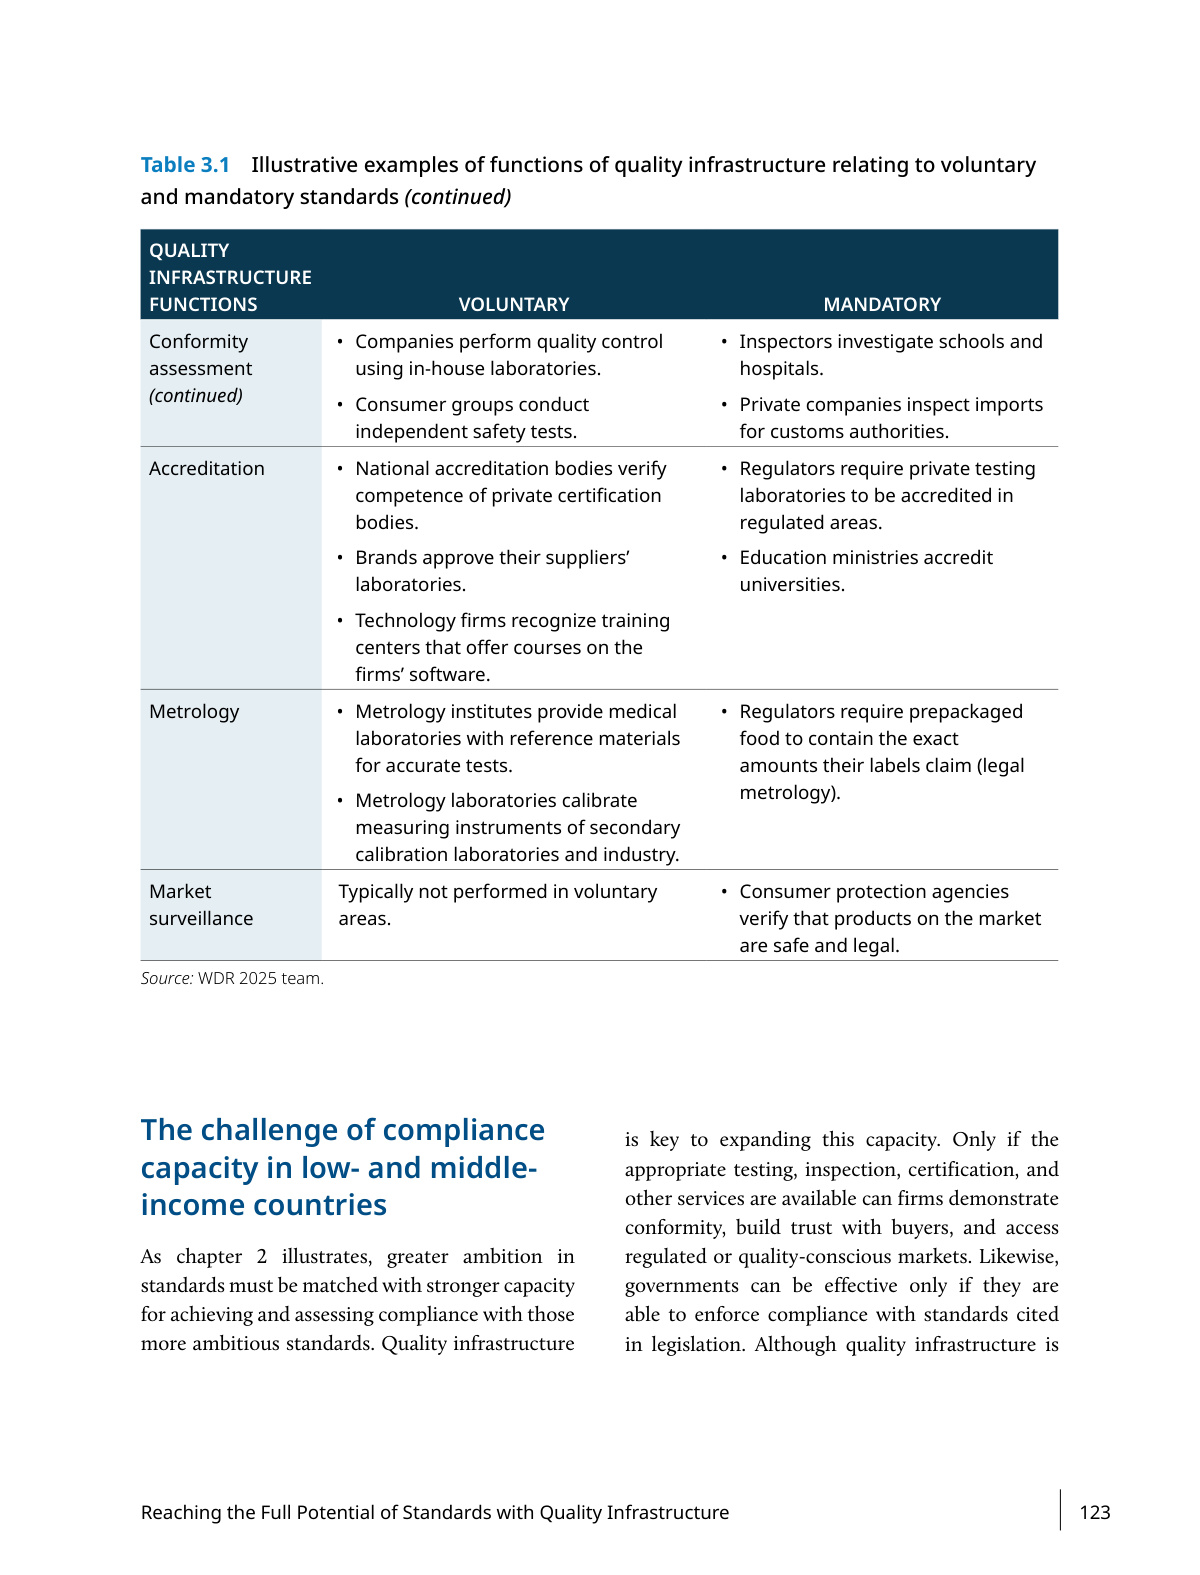 Table 3.1 Illustrative examples of functions of quality infrastructure relating to voluntary
and mandatory standards (continued)
QUALITY
INFRASTRUCTURE
FUNCTIONS
VOLUNTARY
MANDATORY
Conformity
assessment
(continued)
• Companies perform quality control
using in-house laboratories.
• Consumer groups conduct
independent safety tests.
• Inspectors investigate schools and
hospitals.
• Private companies inspect imports
for customs authorities.
Accreditation
• National accreditation bodies verify
competence of private certification
bodies.
• Brands approve their suppliers’
laboratories.
• Technology firms recognize training
centers that offer courses on the
firms’ software.
• Regulators require private testing
laboratories to be accredited in
regulated areas.
• Education ministries accredit
universities.
Metrology
• Metrology institutes provide medical
laboratories with reference materials
for accurate tests.
• Metrology laboratories calibrate
measuring instruments of secondary
calibration laboratories and industry.
• Regulators require prepackaged
food to contain the exact
amounts their labels claim (legal
metrology).
Market
surveillance
Typically not performed in voluntary
areas.
• Consumer protection agencies
verify that products on the market
are safe and legal.
Source: WDR 2025 team.
The challenge of compliance
capacity in low- and middle-
income countries
As chapter 2 illustrates, greater ambition in
standards must be matched with stronger capacity
for achieving and assessing compliance with those
more ambitious standards. Quality infrastructure
is key to expanding this capacity. Only if the
appropriate testing, inspection, certification, and
other services are available can firms demonstrate
conformity, build trust with buyers, and access
regulated or quality-conscious markets. Likewise,
governments can be effective only if they are
able to enforce compliance with standards cited
in legislation. Although quality infrastructure is
Reaching the Full Potential of Standards with Quality Infrastructure
123